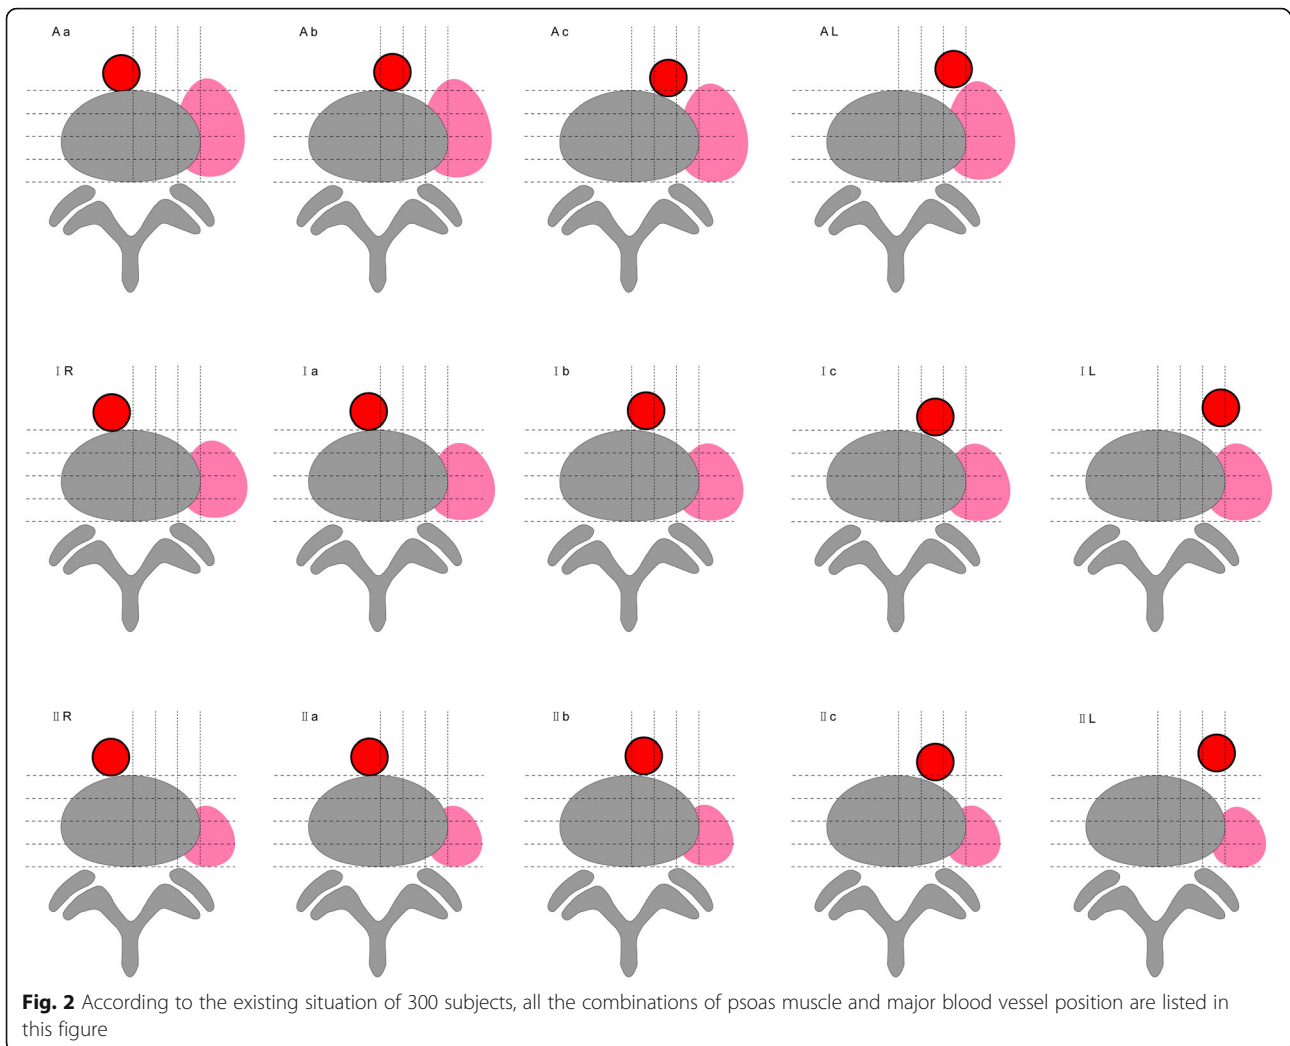 A a
A b
A c
A L
Ⅰ R
Ⅰ a
Ⅰ b
Ⅰ c
Ⅰ L
Ⅱ R
Ⅱ a
Ⅱ b
Ⅱ c
Ⅱ L
Fig. 2 According to the existing situation of 300 subjects, all the combinations of psoas muscle and major blood vessel position are listed in
this figure